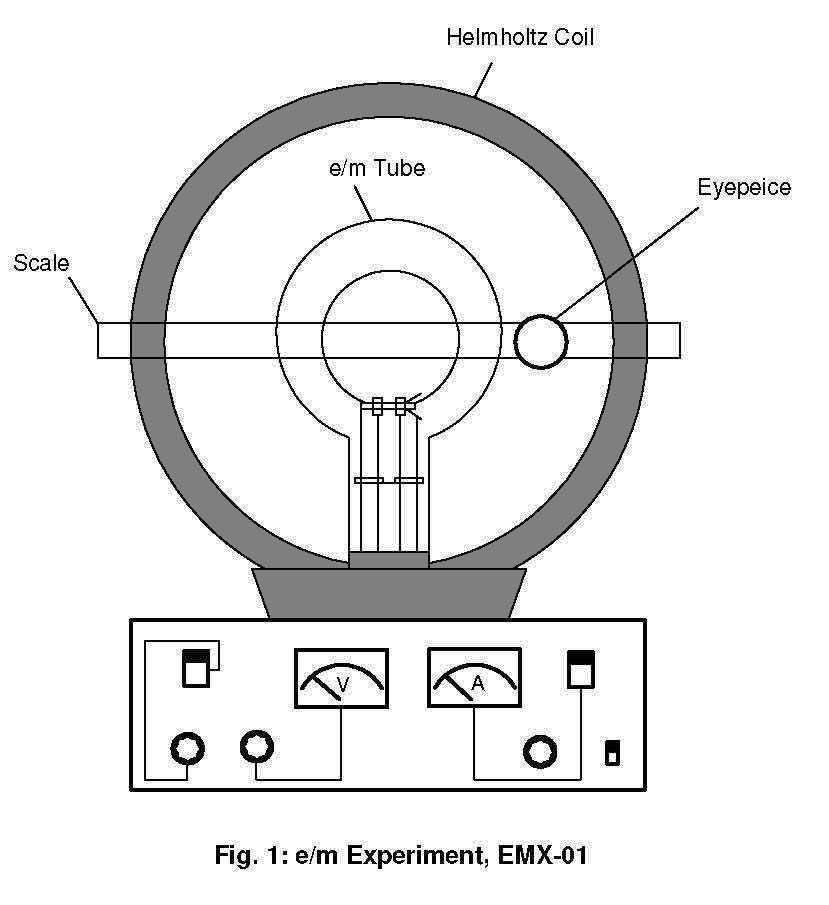 Helmholtz Coil
e/m Tube
Eyepeice
Scale
V
A
Fig. 1: e/m Experiment, EMX-01